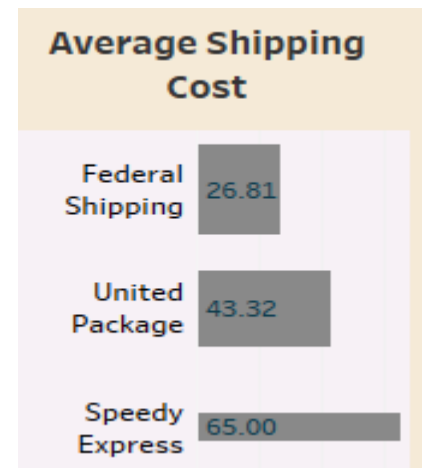 Average Shipping
Cost
Federal
Shipping
26.81
United
Package
43.32
Speedy
Express
65.00